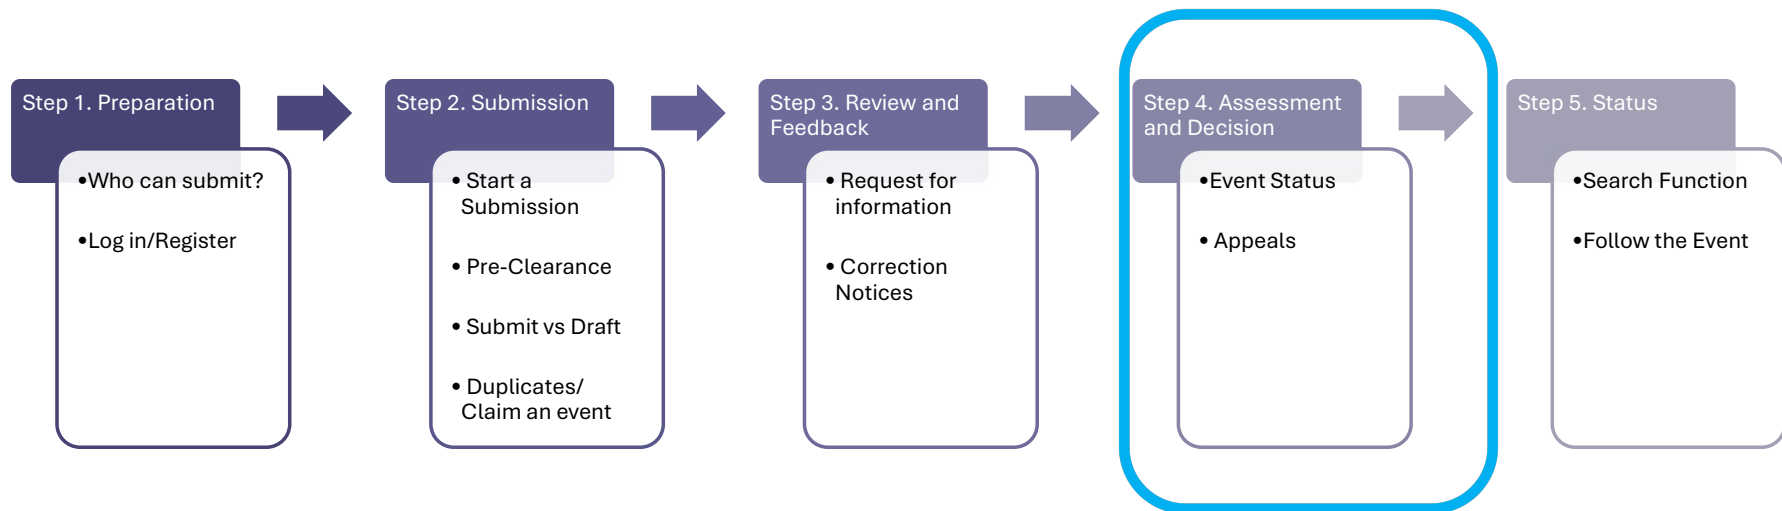 Step 1. Preparation
•Who can submit?
•Log in/Register
Step 2. Submission
• Start a
Submission
• Pre-Clearance
• Submit vs Draft
• Duplicates/
Claim an event
Step 3. Review and
Feedback
• Request for
information
• Correction
Notices
Step 4. Assessment
and Decision
•Event Status
• Appeals
Step 5. Status
•Search Function
•Follow the Event